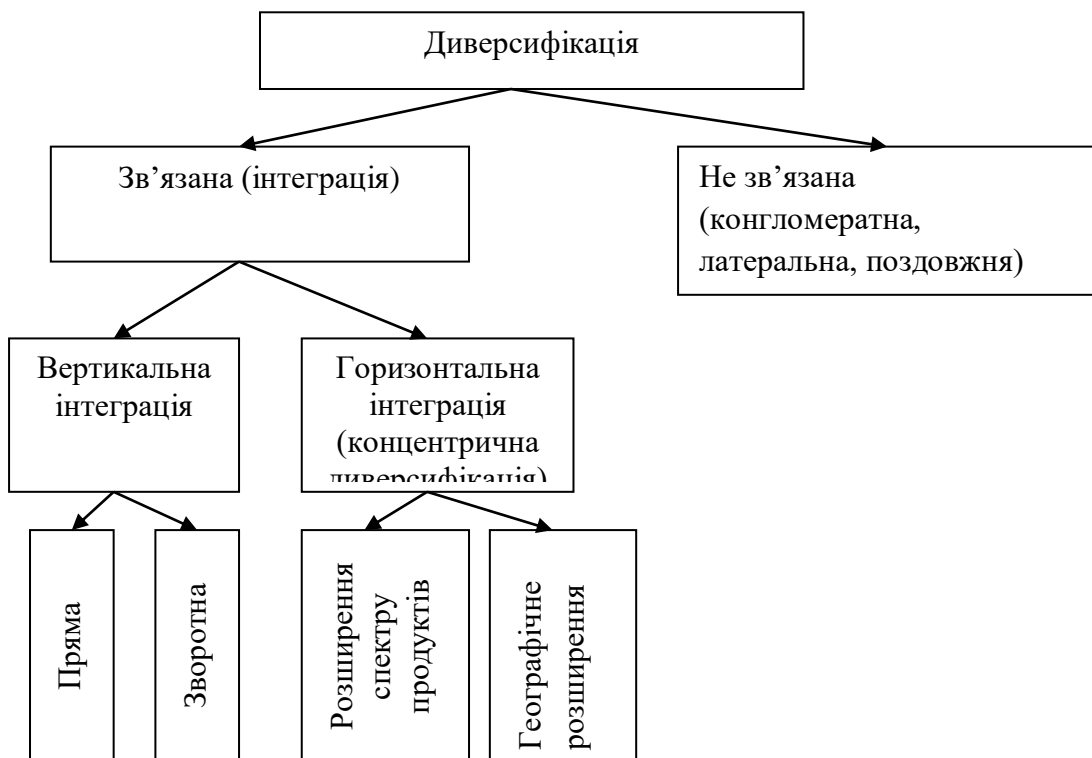 Диверсифікація
Зв’язана (інтеграція)
Не зв’язана
(конгломератна,
латеральна, поздовжня)
Вертикальна
інтеграція
Горизонтальна
інтеграція
(концентрична
диверсифікація)
Пряма
Зворотна
Розширення
спектру
продуктів
Географічне
розширення